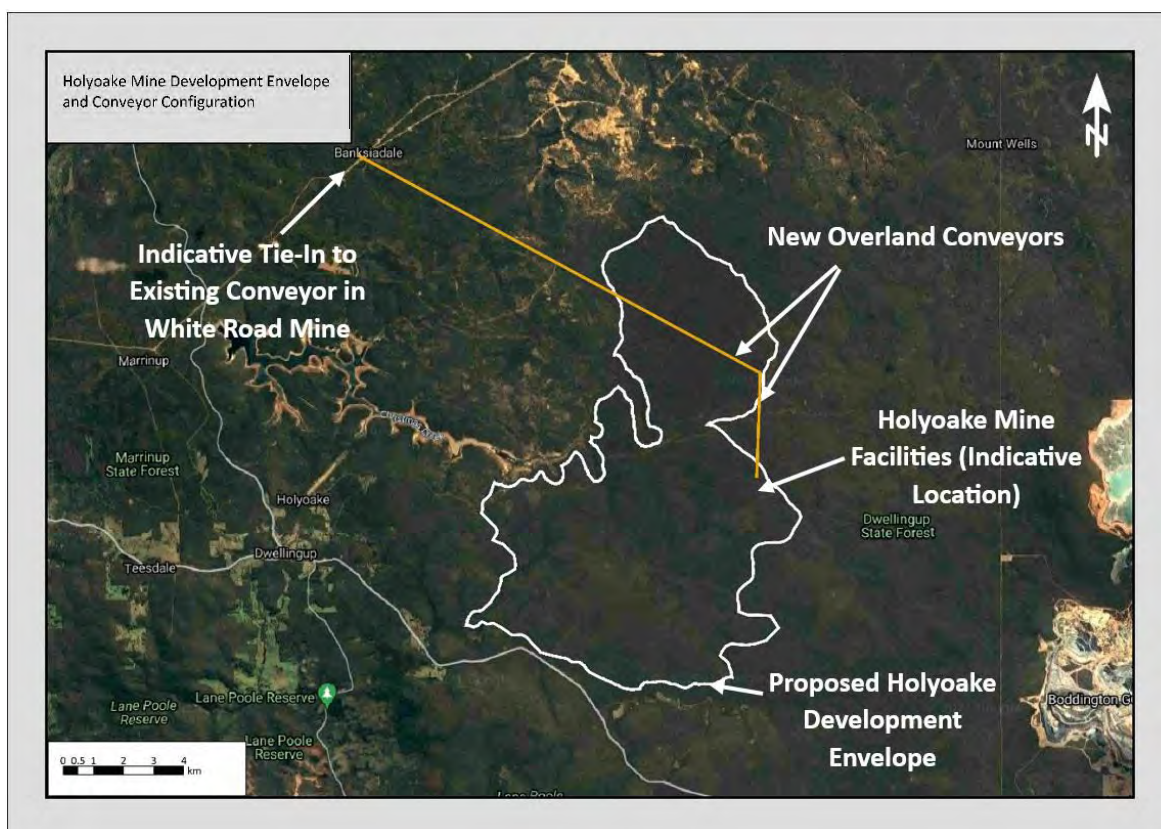 Holyoake Mine Development Envelope
and Conveyor Configuration
N
Banksiadale
Mount Wells
Indicative Tie-In to
Existing Conveyor in
White Road Mine
New Overland Conveyors
Marrinup
Holyoake Mine
Facilities (Indicative
Location)
Marrinup
State Forest
Holyoake
Dwellingup
State Forest
Dwellingup
Teesdale
Lane Poole Reserve
Lane Poole
Reserve
Proposed Holyoake
Development
Envelope
Boddington G
Lane Poole
Reserve
0 0.5 1 2 3 4
km
Lane Poole